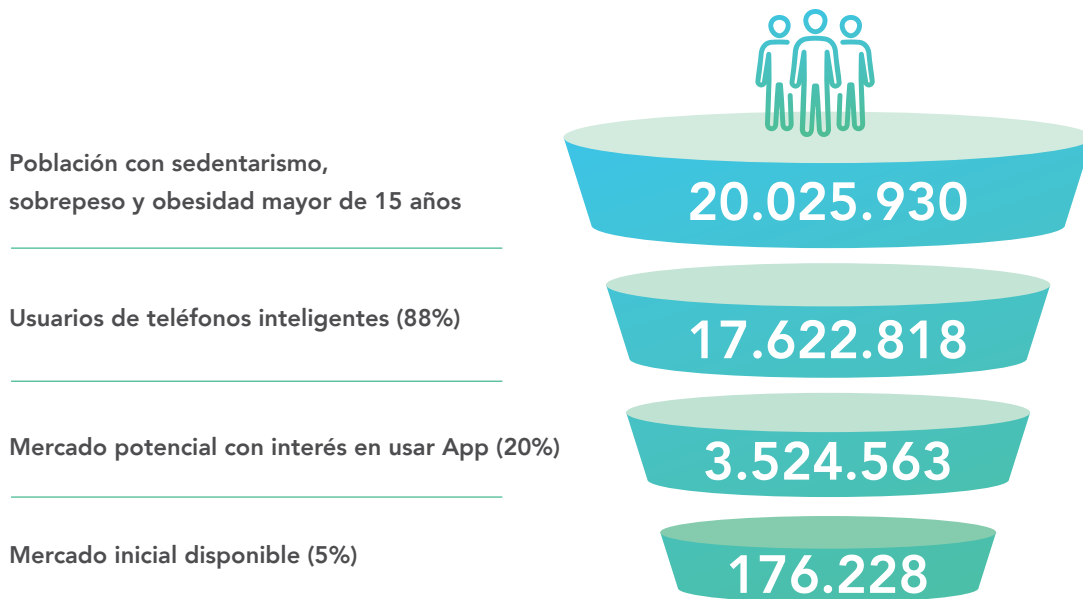 Población con sedentarismo,
sobrepeso y obesidad mayor de 15 años
20.025.930
Usuarios de teléfonos inteligentes (88%)
17.622.818
Mercado potencial con interés en usar App (20%)
3.524.563
Mercado inicial disponible (5%)
176.228